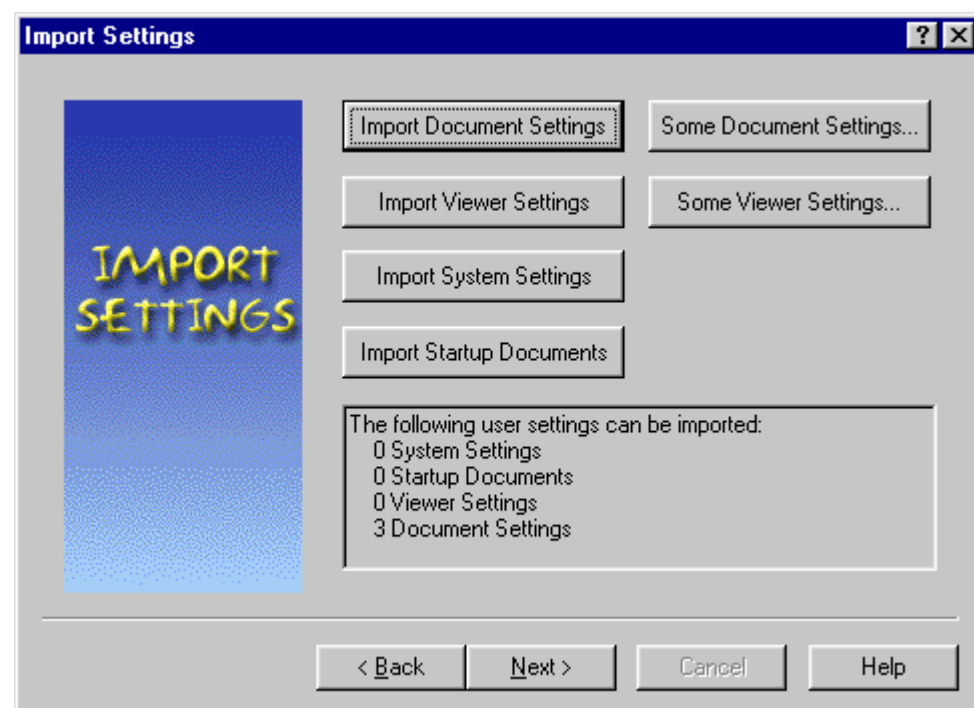 Import Settings
IMPORT
SETTINGS
Import Document Settings
Some Document Settings...
Import Viewer Settings
Some Viewer Settings...
Import System Settings
Import Startup Documents
The following user settings can be imported:
0 System Settings
0 Startup Documents
0 Viewer Settings
3 Document Settings
< Back
Next >
Cancel
Help